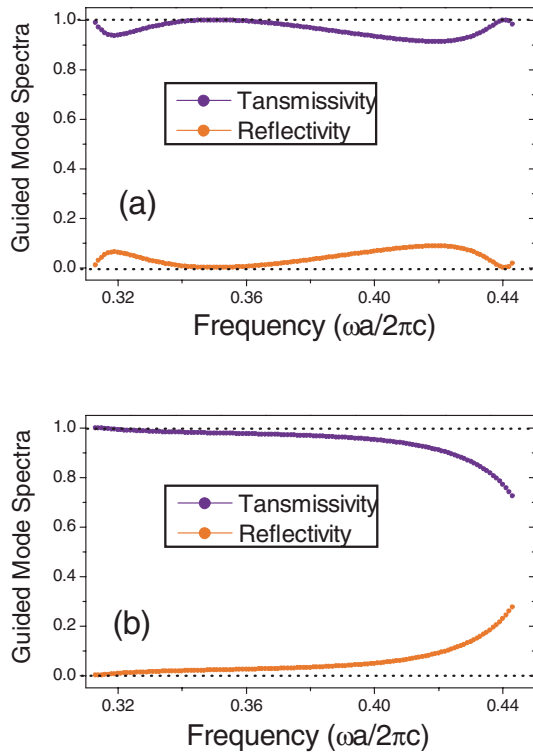 (a)
Guided Mode Spectra
1.0
0.8
0.6
0.4
0.2
0.0
Tansmissivity
Reflectivity
0.32 0.36 0.40 0.44
Frequency (ωa/2πc)
(b)
Guided Mode Spectra
1.0
0.8
0.6
0.4
0.2
0.0
Tansmissivity
Reflectivity
0.32 0.36 0.40 0.44
Frequency (ωa/2πc)